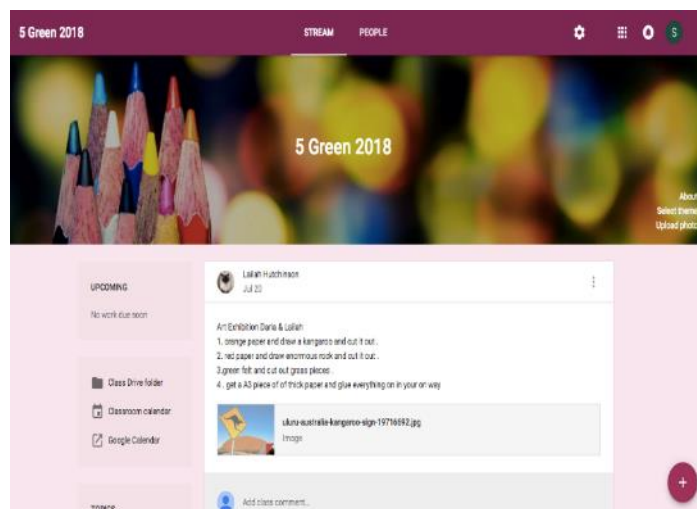 5 Green 2018
STREAM PEOPLE
S
5 Green 2018
About
Select theme
Upload photo
UPCOMING
No work due soon
Class Drive folder
Classroom calendar
Google Calendar
TOPICS
Lailah Hutchinson
Jul 20
Art Exhibition Daria & Lailah
1. orange paper and draw a kangaroo and cut it out .
2. red paper and draw enormous rock and cut it out .
3.green felt and cut out grass pieces .
4 . get a A3 piece of of thick paper and glue everything on in your on way
uluru-australia-kangaroo-sign-19716692.jpg
Image
Add class comment...